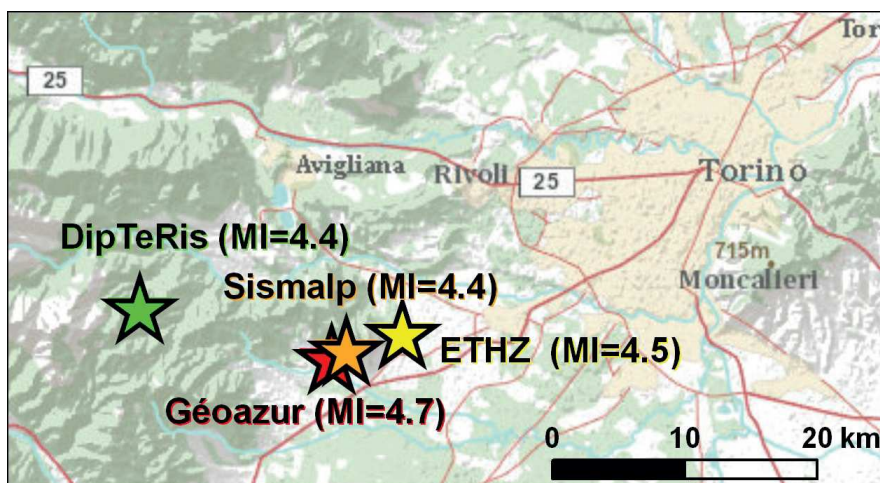 Tor
25
Avigliana
Rivoli
25
Torino
DipTeRis (Ml=4.4)
715m
Moncalieri
Sismalp (Ml=4.4)
ETHZ (Ml=4.5)
Géoazur (Ml=4.7)
0 10 20 km